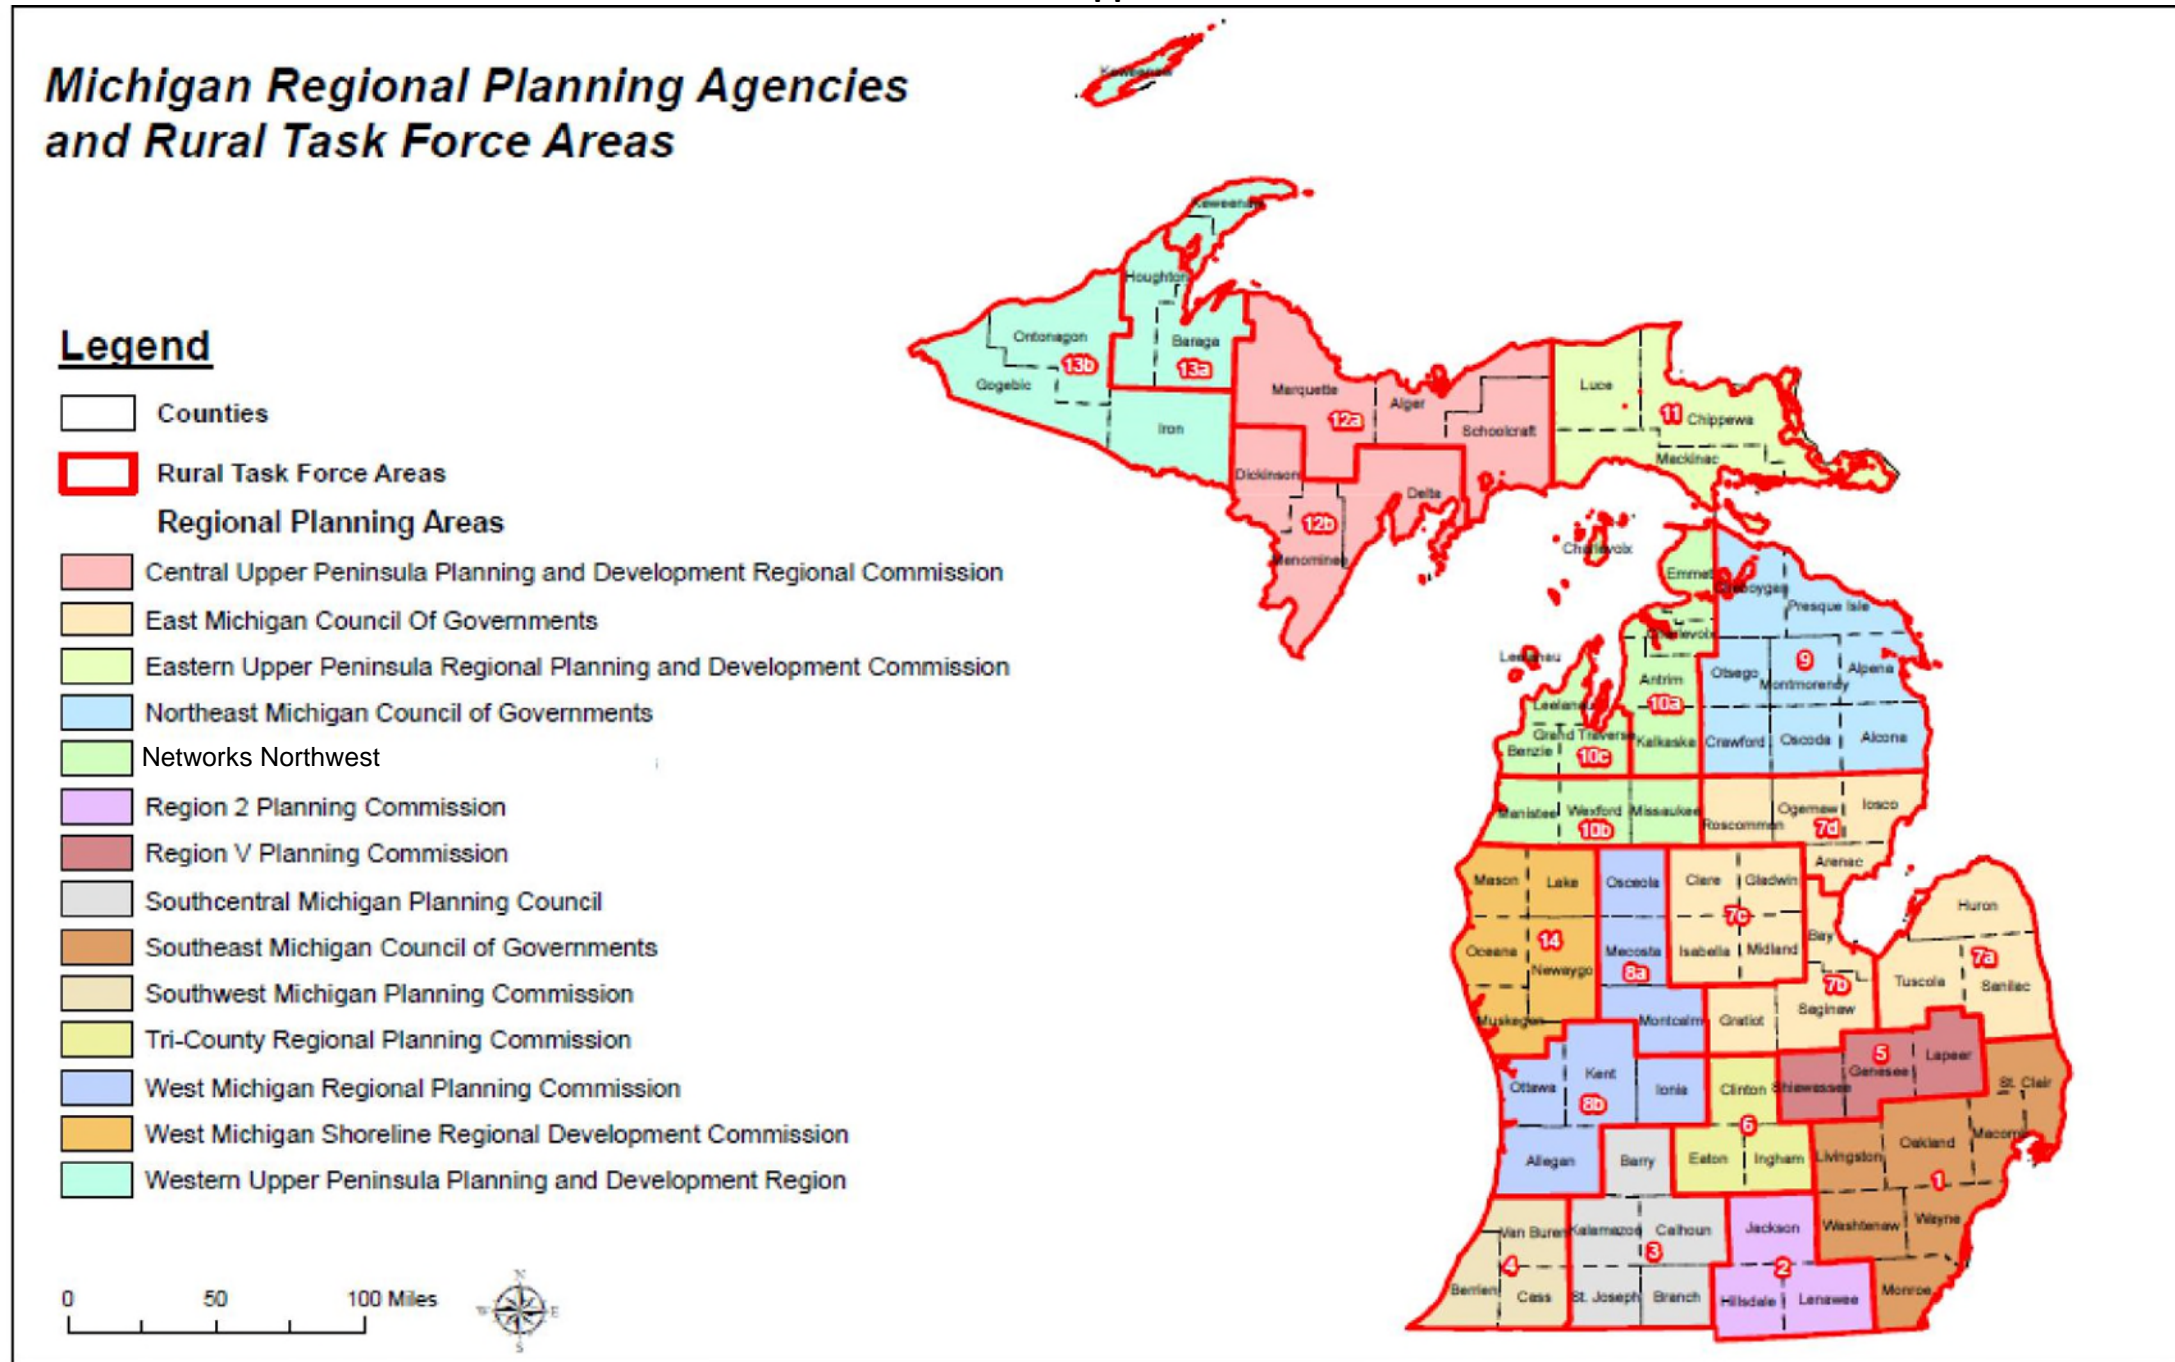 Michigan Regional Planning Agencies
and Rural Task Force Areas
Legend
Counties
Rural Task Force Areas
Regional Planning Areas
Central Upper Peninsula Planning and Development Regional Commission
East Michigan Council Of Governments
Eastern Upper Peninsula Regional Planning and Development Commission
Northeast Michigan Council of Governments
Networks Northwest
Region 2 Planning Commission
Region V Planning Commission
Southcentral Michigan Planning Council
Southeast Michigan Council of Governments
Southwest Michigan Planning Commission
Tri-County Regional Planning Commission
West Michigan Regional Planning Commission
West Michigan Shoreline Regional Development Commission
Western Upper Peninsula Planning and Development Region
0 50 100 Miles
N
W E
S
Keweenaw
Keweenaw
Houghton
Ontonagon
13b
Baraga
13a
Gogebic
Iron
Marquette
12a
Alger
Schoolcraft
Luce
11
Chippewa
Mackinac
Dickinson
Delta
12b
Menominee
Charlevoix
Emmet
Cheboygan
Presque Isle
Charlevoix
Leelanau
Antrim
10a
Otsego
9
Montmorency
Alpena
Leelanau
Grand Traverse
Benzie
10c
Kalkaska
Crawford
Oscoda
Alcona
Manistee
Wexford
10b
Missaukee
Roscommon
Ogemaw
7d
Iosco
Arenac
Mason
Lake
Osceola
Clare
Gladwin
7c
Huron
Oceana
14
Newaygo
Mecosta
8a
Isabella
Midland
Bay
7a
Tuscola
Sanilac
7b
Saginaw
Muskegon
Montcalm
Gratiot
5
Lapeer
Genesee
Shiawassee
St. Clair
Ottawa
Kent
8b
Ionia
Clinton
6
Macomb
Oakland
Livingston
Allegan
Barry
Eaton
Ingham
1
Van Buren
Kalamazoo
Calhoun
3
Jackson
Washtenaw
Wayne
4
2
Berrien
Cass
St. Joseph
Branch
Hillsdale
Lenawee
Monroe